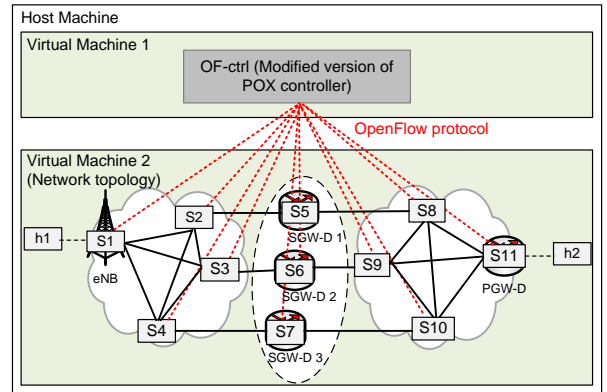 Host Machine
Virtual Machine 1
OF-ctrl (Modified version of
POX controller)
OpenFlow protocol
Virtual Machine 2
(Network topology)
S2
S5
S8
SGW-D 1
h1
S1
S3
S6
S9
S11
h2
eNB
SGW-D 2
PGW-D
S4
S7
S10
SGW-D 3